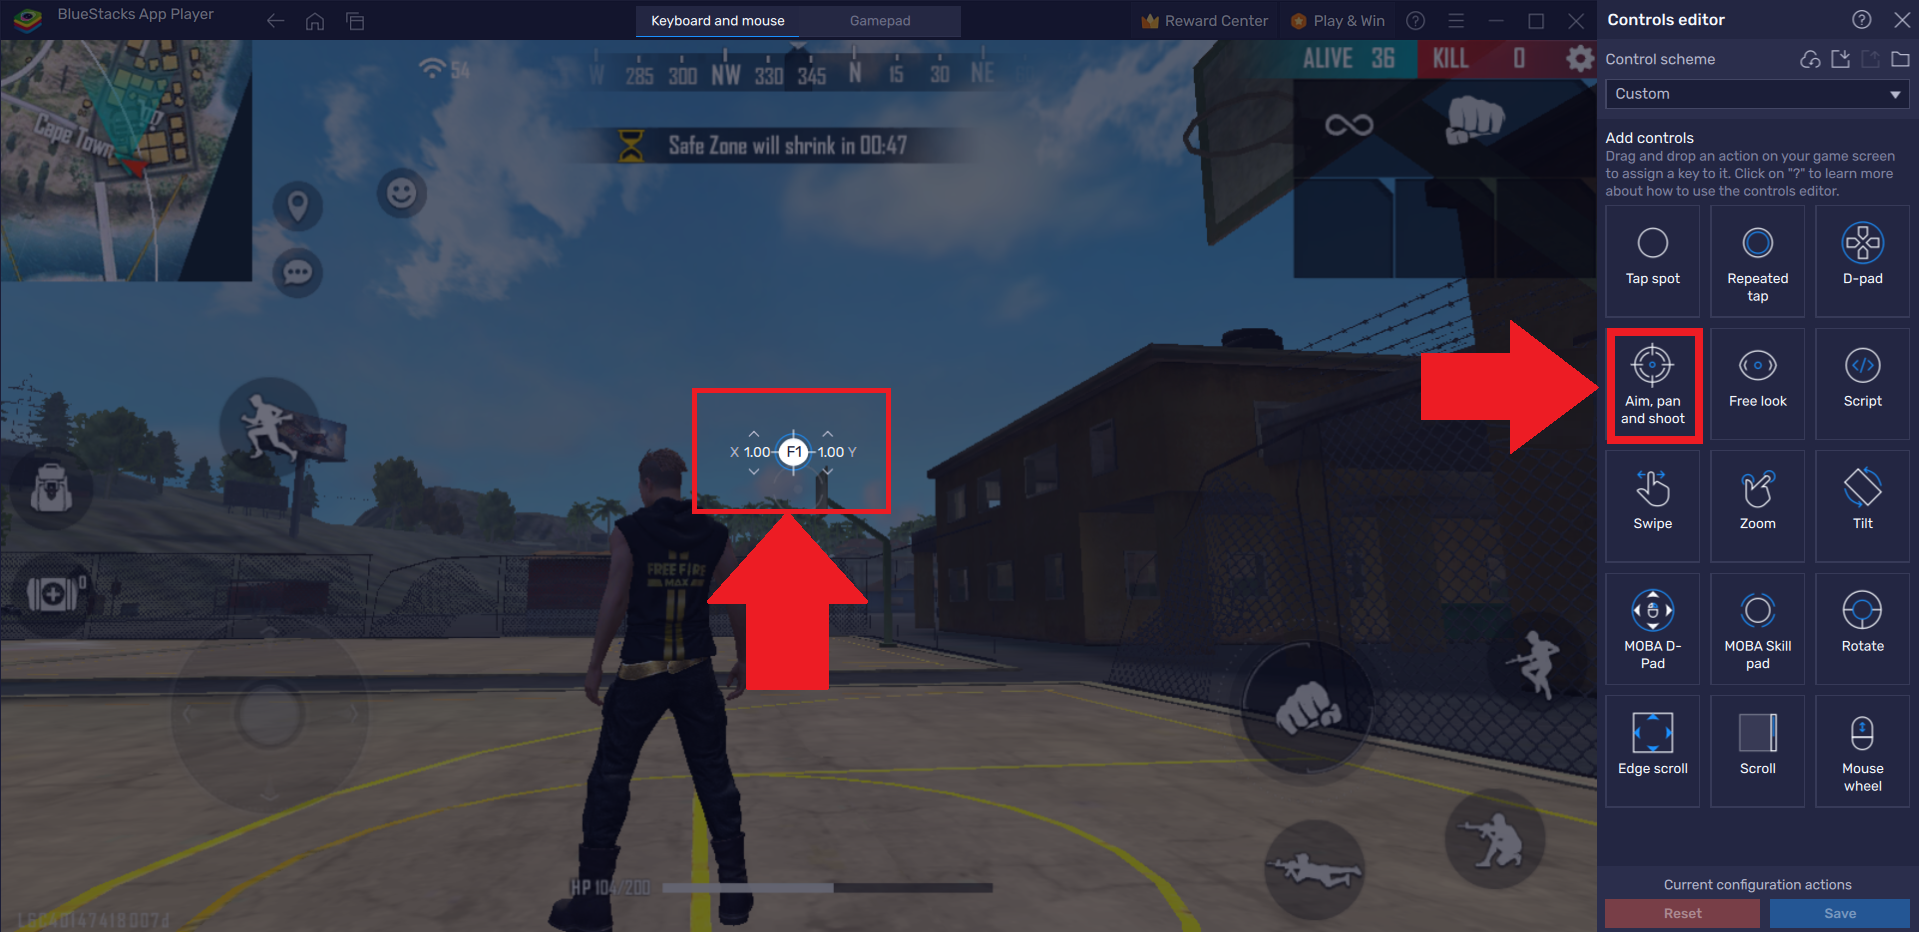 BlueStacks App Player
Keyboard and mouse
Gamepad
Reward Center
Play & Win
Controls editor
Control scheme
Custom
Add controls
Drag and drop an action on your game screen
to assign a key to it. Click on "?" to learn more
about how to use the controls editor.
Tap spot
Repeated
tap
D-pad
Aim, pan
and shoot
Free look
Script
Swipe
Zoom
Tilt
MOBA D-
Pad
MOBA Skill
pad
Rotate
Edge scroll
Scroll
Mouse
wheel
Current configuration actions
Reset
Save
Cape Town
54
W 285 300 NW 330 345 N 15 30 NE
ALIVE 36 KILL 0
Safe Zone will shrink in 00:47
X 1.00 F1 1.00 Y
FREE FIRE
MAX
0
HP 104/200